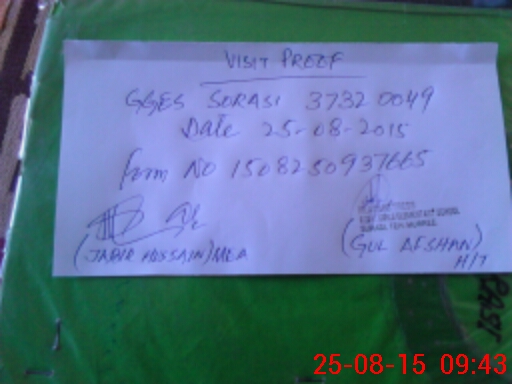 VISIT PROOF
GGES SORASI 37320049
Date 25-08-2015
Form NO 1508250937665
(JABIR HUSSAIN) MEA
(GUL AFSHAN)
H/T
25-08-15 09:43